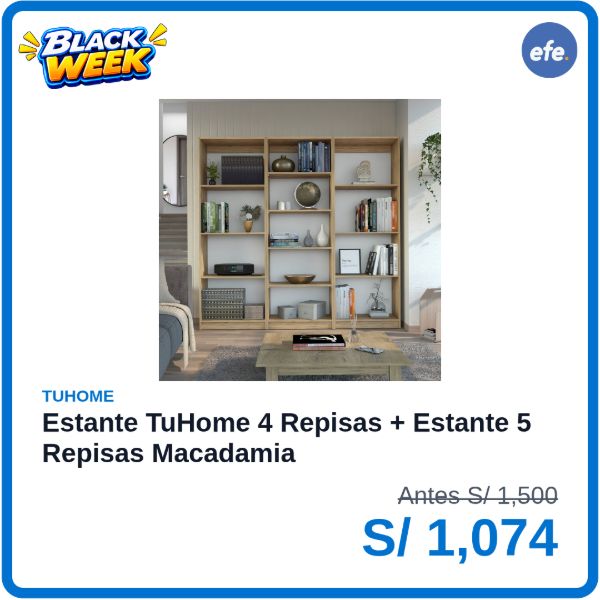 BLACK
WEEK
efe.
TUHOME
Estante TuHome 4 Repisas + Estante 5
Repisas Macadamia
Antes S/ 1,500
S/ 1,074